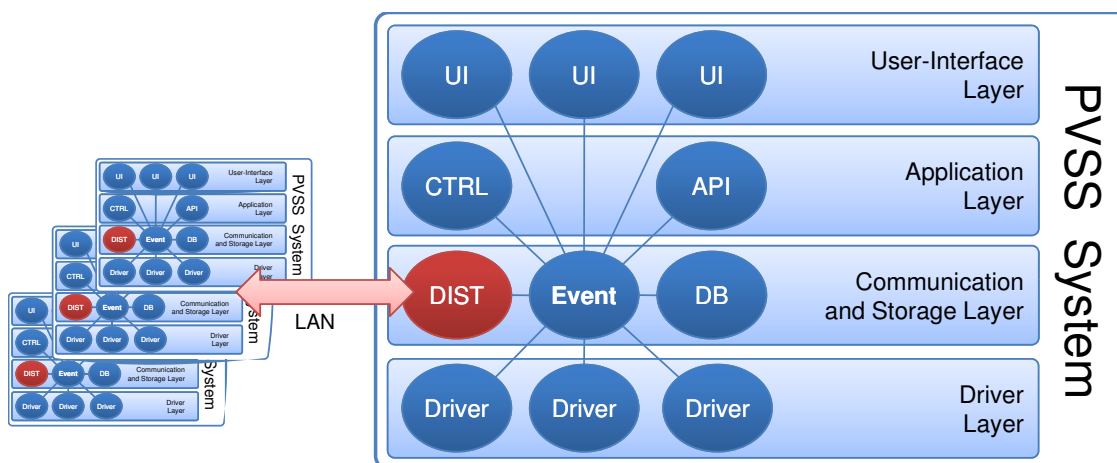 UI UI UI
User-Interface
Layer
CTRL API
Application
Layer
DIST Event DB
Communication
and Storage Layer
Driver Driver Driver
Driver
Layer
PVSS System
UI UI UI
User-Interface
Layer
CTRL API
Application
Layer
DIST Event DB
Communication
and Storage Layer
Driver Driver Driver
Driver
PVSS System
UI
CTRL
DIST Event DB
Communication
and Storage Layer
Driver Driver Driver
Driver
Layer
System
UI
CTRL
DIST Event DB
Communication
and Storage Layer
Driver Driver Driver
Driver
Layer
System
LAN